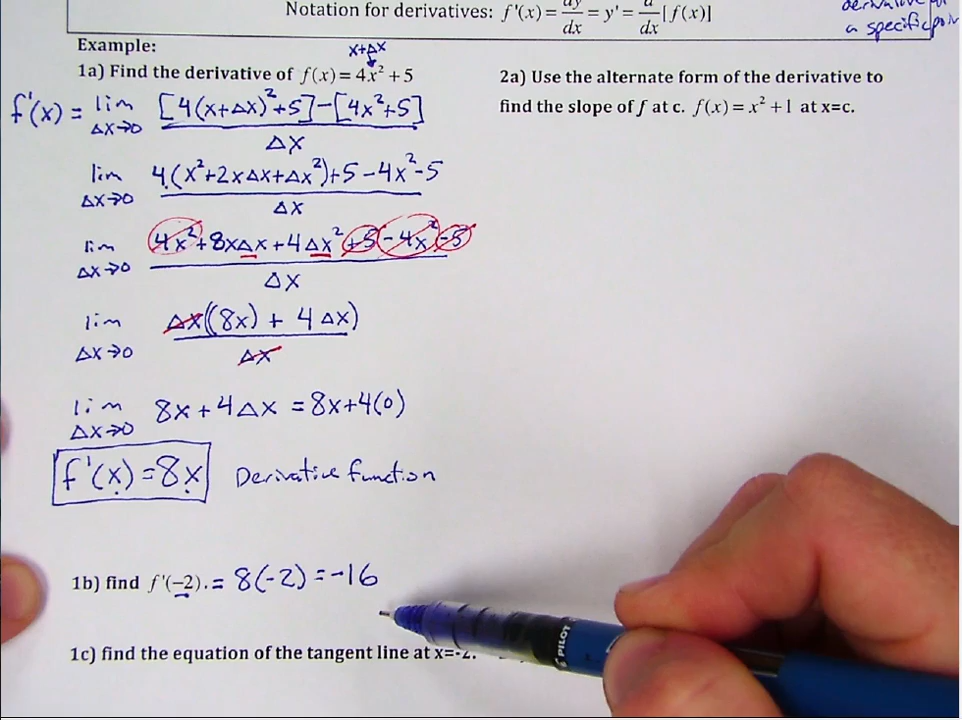 Notation for derivatives: f'(x) = dy/dx = y' = d/dx [f(x)]
a specific
Example:
x+Δx
1a) Find the derivative of f(x) = 4x² + 5
f'(x) = lim Δx→0 [4(x+Δx)²+5]-[4x²+5] / Δx
lim Δx→0 4(x²+2xΔx+Δx²)+5-4x²-5 / Δx
lim Δx→0 4x²+8xΔx+4Δx²+5-4x²-5 / Δx
lim Δx→0 Δx((8x) + 4Δx) / Δx
lim Δx→0 8x+4Δx = 8x+4(0)
f'(x)=8x Derivative function
1b) find f'(-2). = 8(-2) = -16
1c) find the equation of the tangent line at x=-2.
2a) Use the alternate form of the derivative to
find the slope of f at c. f(x) = x² + 1 at x=c.
PILOT